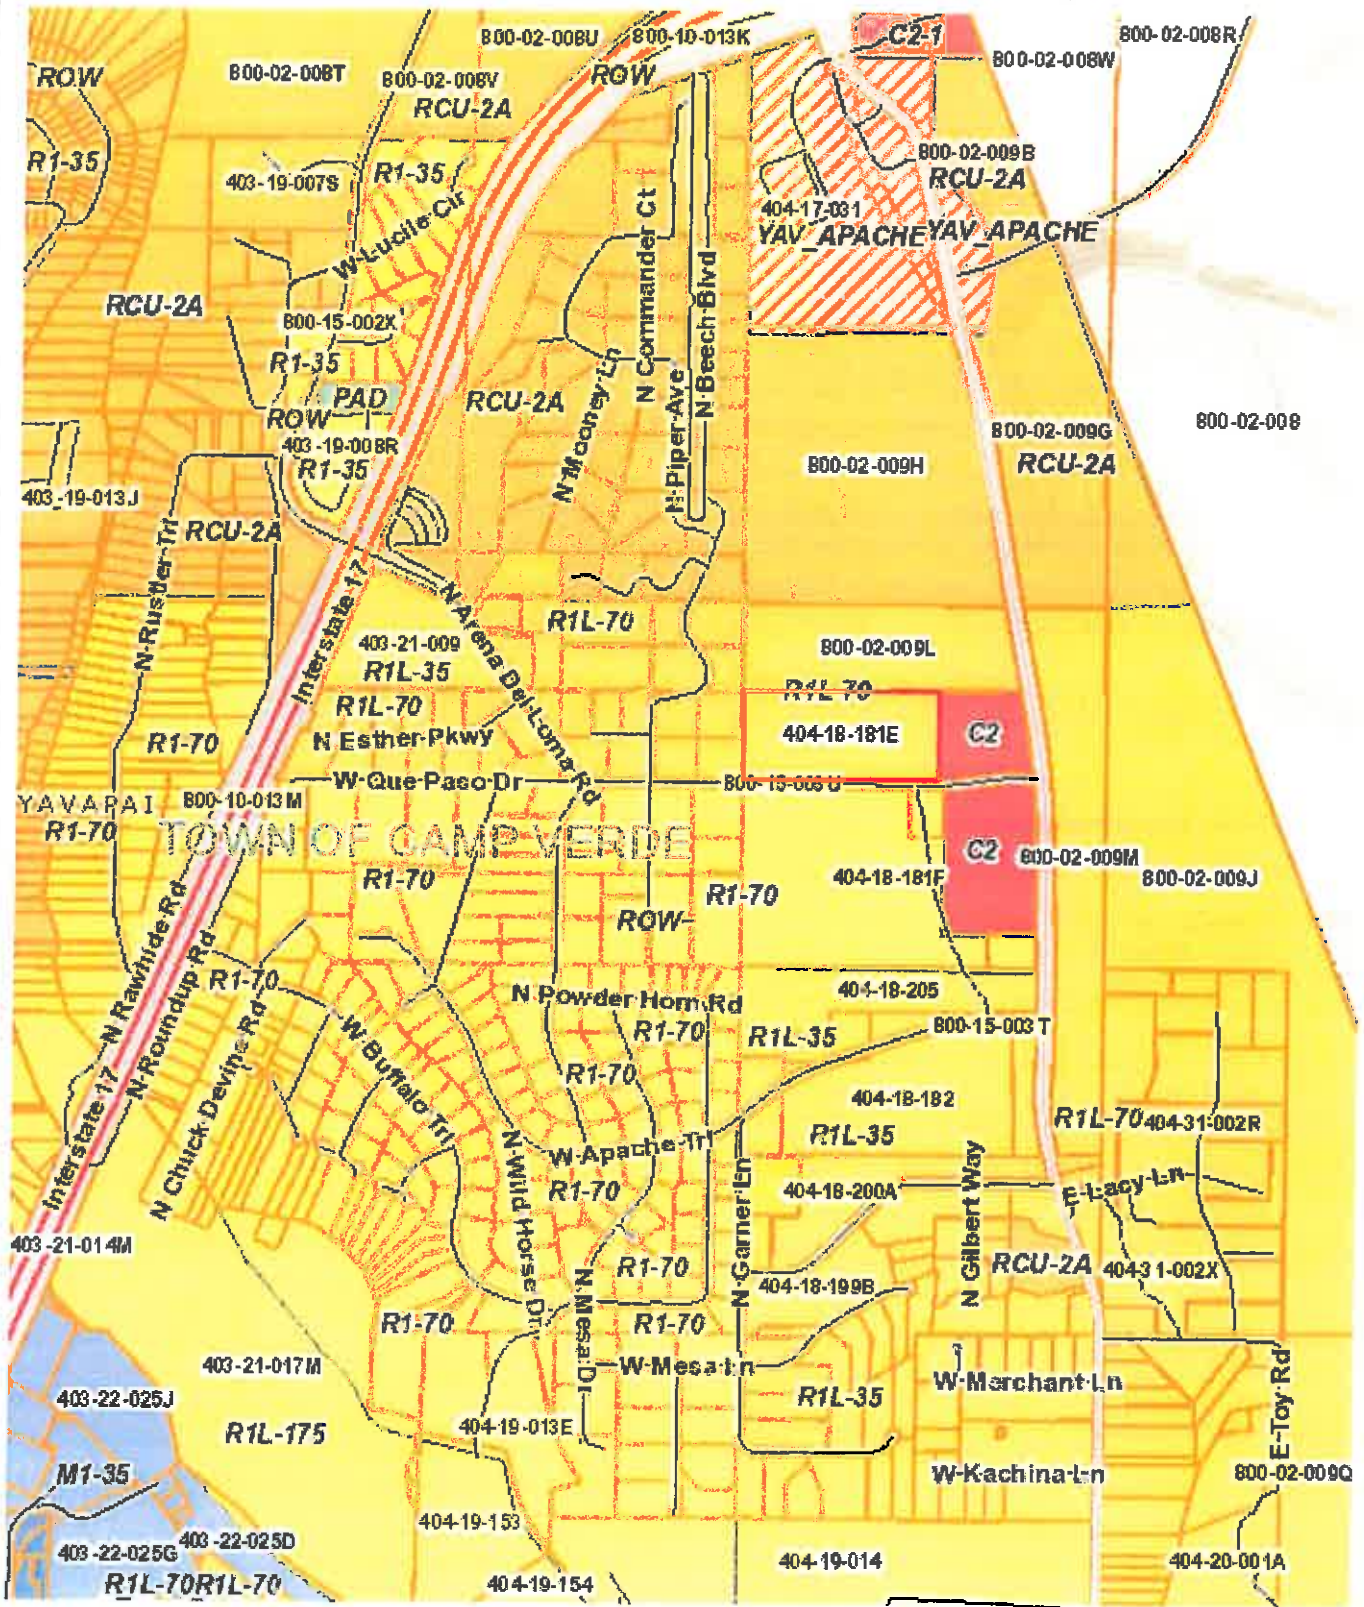 800-02-008U
800-10-013K
C2-1
800-02-008R
ROW
800-02-008T
800-02-008V
ROW
800-02-008W
RCU-2A
R1-35
403-19-007S
R1-35
800-02-009B
RCU-2A
W Lucile Cir
N Commander Ct
404-17-031
YAV_APACHE
YAV_APACHE
RCU-2A
800-15-002X
N Beech Blvd
R1-35
PAD
RCU-2A
N Mooney Ln
N Piper Ave
ROW
403-19-008R
R1-35
800-02-009H
800-02-009G
RCU-2A
800-02-008
403-19-013J
RCU-2A
N Rustler Trl
Interstate 17
N Arena Del Loma Rd
R1L-70
403-21-009
R1L-35
800-02-009L
R1L-70
R1L-70
N Esther Pkwy
404-18-181E
C2
R1-70
W Que Paso Dr
YAVAPAI
800-10-013M
R1-70
TOWN OF CAMP VERDE
C2
800-02-009M
R1-70
404-18-181F
800-02-009J
R1-70
ROW
N Rawhide Rd
N Roundup Rd
R1-70
N Powder Horn Rd
404-18-205
R1-70
R1L-35
800-15-003T
W Buffalo Trl
N Chuck Devine Rd
R1-70
404-18-182
Interstate 17
R1L-35
R1L-70
404-31-002R
N Wild Horse Dr
W Apache Trl
R1-70
N Garner Ln
404-18-200A
N Gilbert Way
E Lacy Ln
403-21-014M
R1-70
RCU-2A
404-31-002X
404-18-199B
N Mesa Dr
R1-70
R1-70
403-21-017M
W Mesa Ln
W Merchant Ln
403-22-025J
R1L-35
E Toy Rd
R1L-175
404-19-013E
M1-35
W Kachina Ln
800-02-009Q
404-19-153
403-22-025G
403-22-025D
404-19-014
404-20-001A
R1L-70
R1L-70
404-19-154